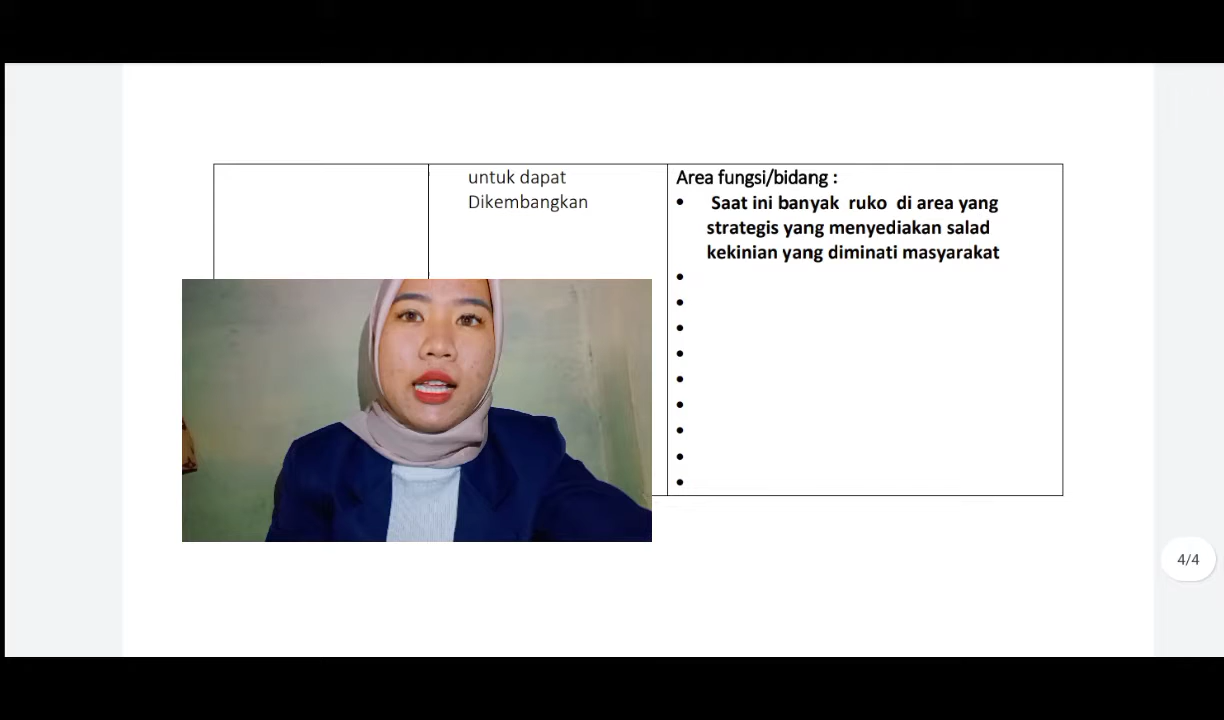 untuk dapat
Dikembangkan
Area fungsi/bidang :
• Saat ini banyak ruko di area yang
strategis yang menyediakan salad
kekinian yang diminati masyarakat
•
•
•
•
•
•
•
•
•
4/4